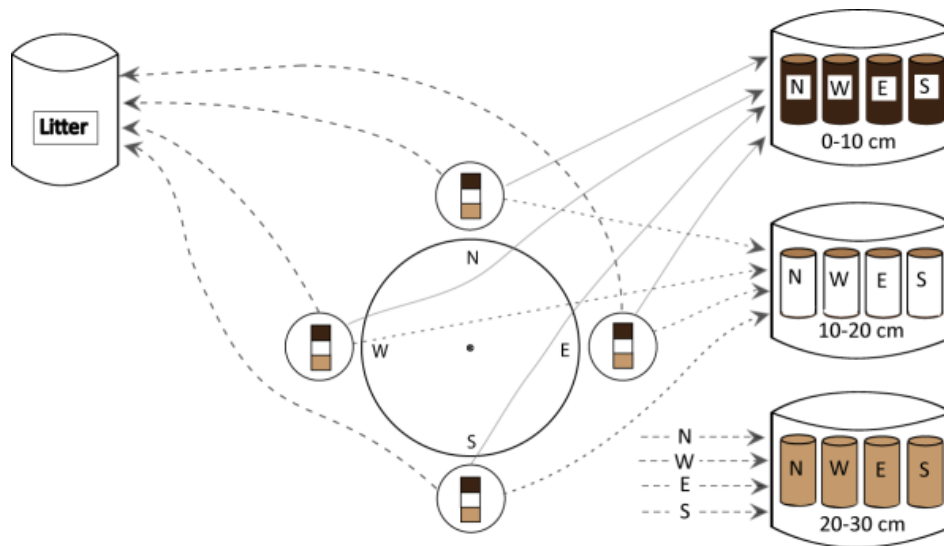 Litter
N W E S
0-10 cm
N
W E
S
N W E S
10-20 cm
N
W
E
S
N W E S
20-30 cm